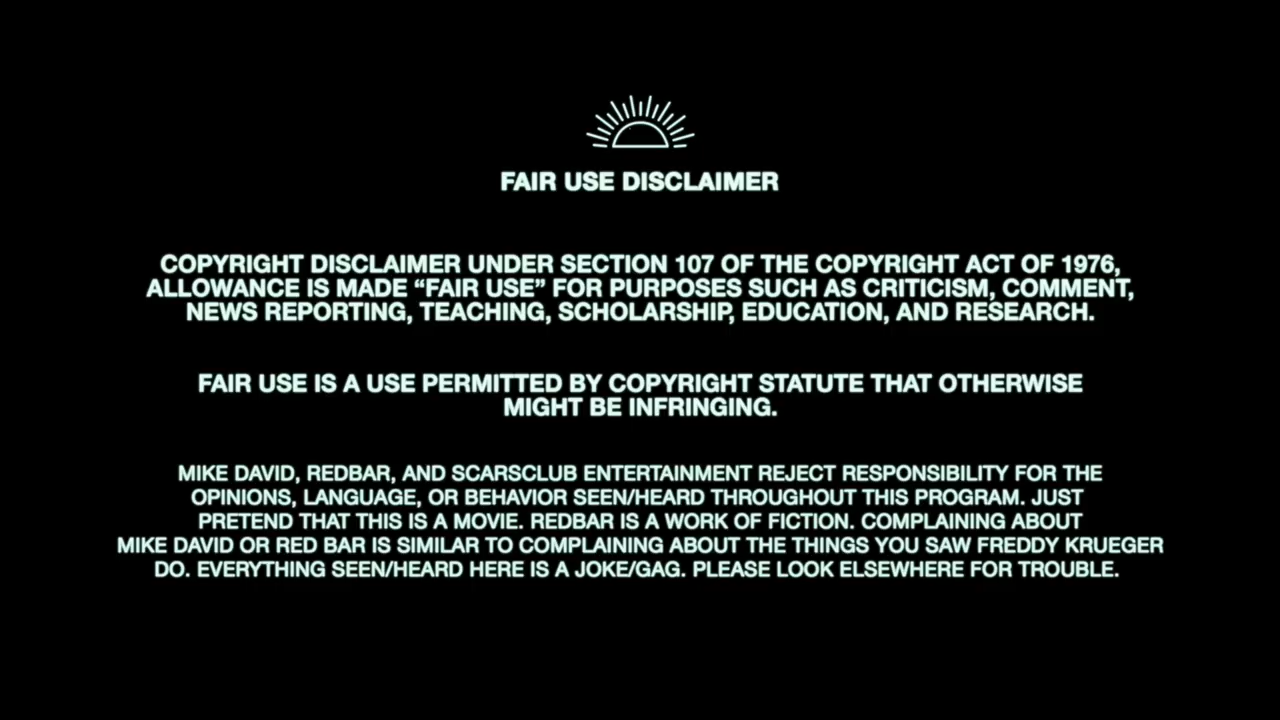 FAIR USE DISCLAIMER
COPYRIGHT DISCLAIMER UNDER SECTION 107 OF THE COPYRIGHT ACT OF 1976,
ALLOWANCE IS MADE “FAIR USE” FOR PURPOSES SUCH AS CRITICISM, COMMENT,
NEWS REPORTING, TEACHING, SCHOLARSHIP, EDUCATION, AND RESEARCH.
FAIR USE IS A USE PERMITTED BY COPYRIGHT STATUTE THAT OTHERWISE
MIGHT BE INFRINGING.
MIKE DAVID, REDBAR, AND SCARSCLUB ENTERTAINMENT REJECT RESPONSIBILITY FOR THE
OPINIONS, LANGUAGE, OR BEHAVIOR SEEN/HEARD THROUGHOUT THIS PROGRAM. JUST
PRETEND THAT THIS IS A MOVIE. REDBAR IS A WORK OF FICTION. COMPLAINING ABOUT
MIKE DAVID OR RED BAR IS SIMILAR TO COMPLAINING ABOUT THE THINGS YOU SAW FREDDY KRUEGER
DO. EVERYTHING SEEN/HEARD HERE IS A JOKE/GAG. PLEASE LOOK ELSEWHERE FOR TROUBLE.